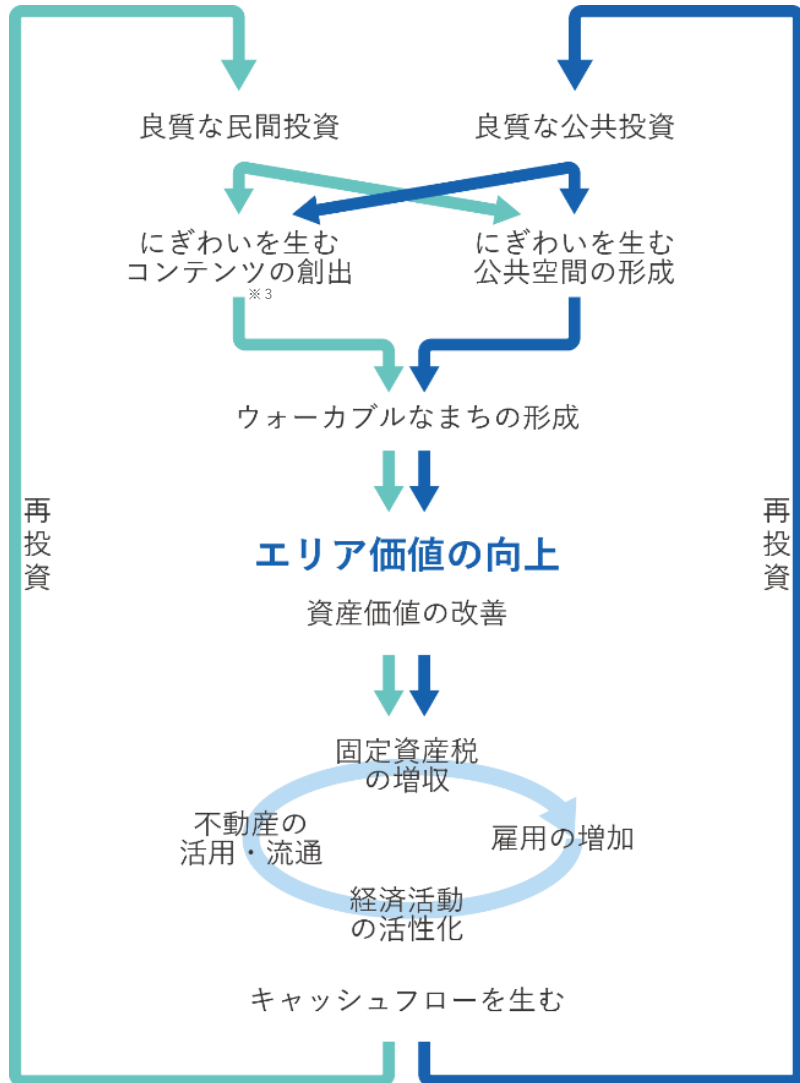 良質な民間投資
良質な公共投資
にぎわいを生む
コンテンツの創出
※3
にぎわいを生む
公共空間の形成
ウォーカブルなまちの形成
再投資
再投資
エリア価値の向上
資産価値の改善
固定資産税
の増収
不動産の
活用・流通
雇用の増加
経済活動
の活性化
キャッシュフローを生む